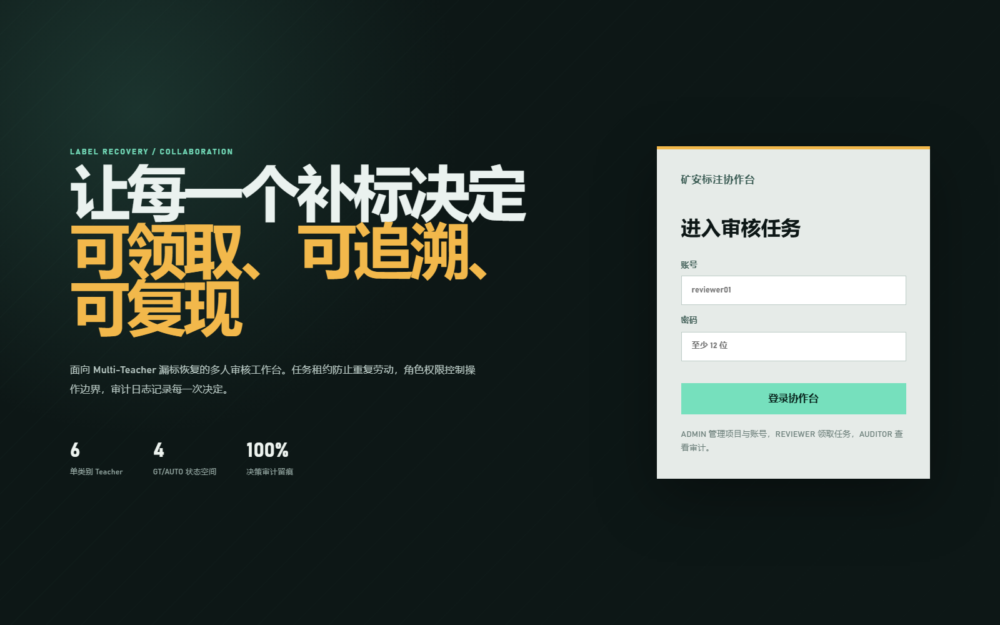 LABEL RECOVERY / COLLABORATION
让每一个补标决定
可领取、可追溯、
可复现
面向 Multi-Teacher 漏标恢复的多人审核工作台。任务租约防止重复劳动，角色权限控制操
作边界，审计日志记录每一次决定。
6
单类别 Teacher
4
GT/AUTO 状态空间
100%
决策审计留痕
矿安标注协作台
进入审核任务
账号
reviewer01
密码
至少 12 位
登录协作台
ADMIN 管理项目与账号，REVIEWER 领取任务，AUDITOR 查
看审计。